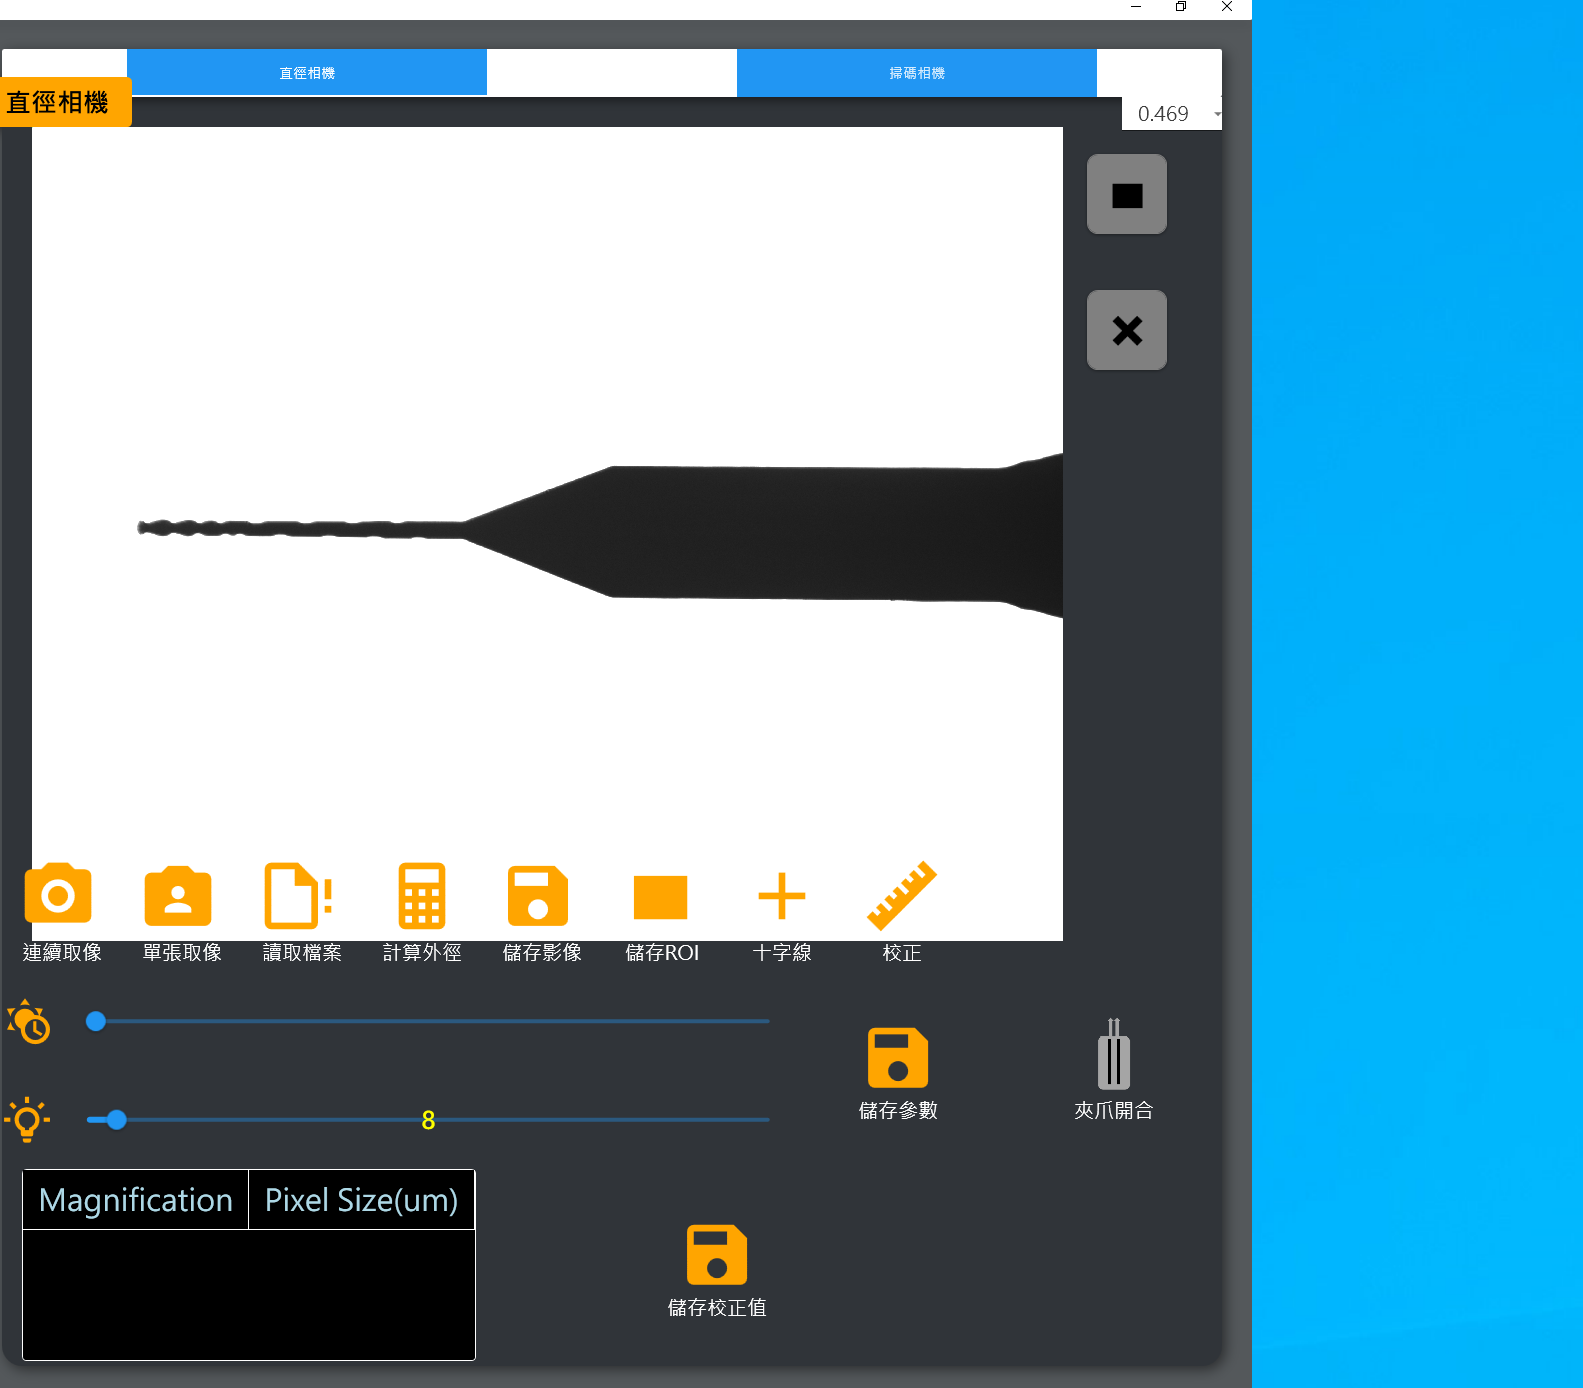 直徑相機
掃碼相機
直徑相機
0.469
連續取像
單張取像
讀取檔案
計算外徑
儲存影像
儲存ROI
十字線
校正
儲存參數
夾爪開合
8
Magnification
Pixel Size(um)
儲存校正值